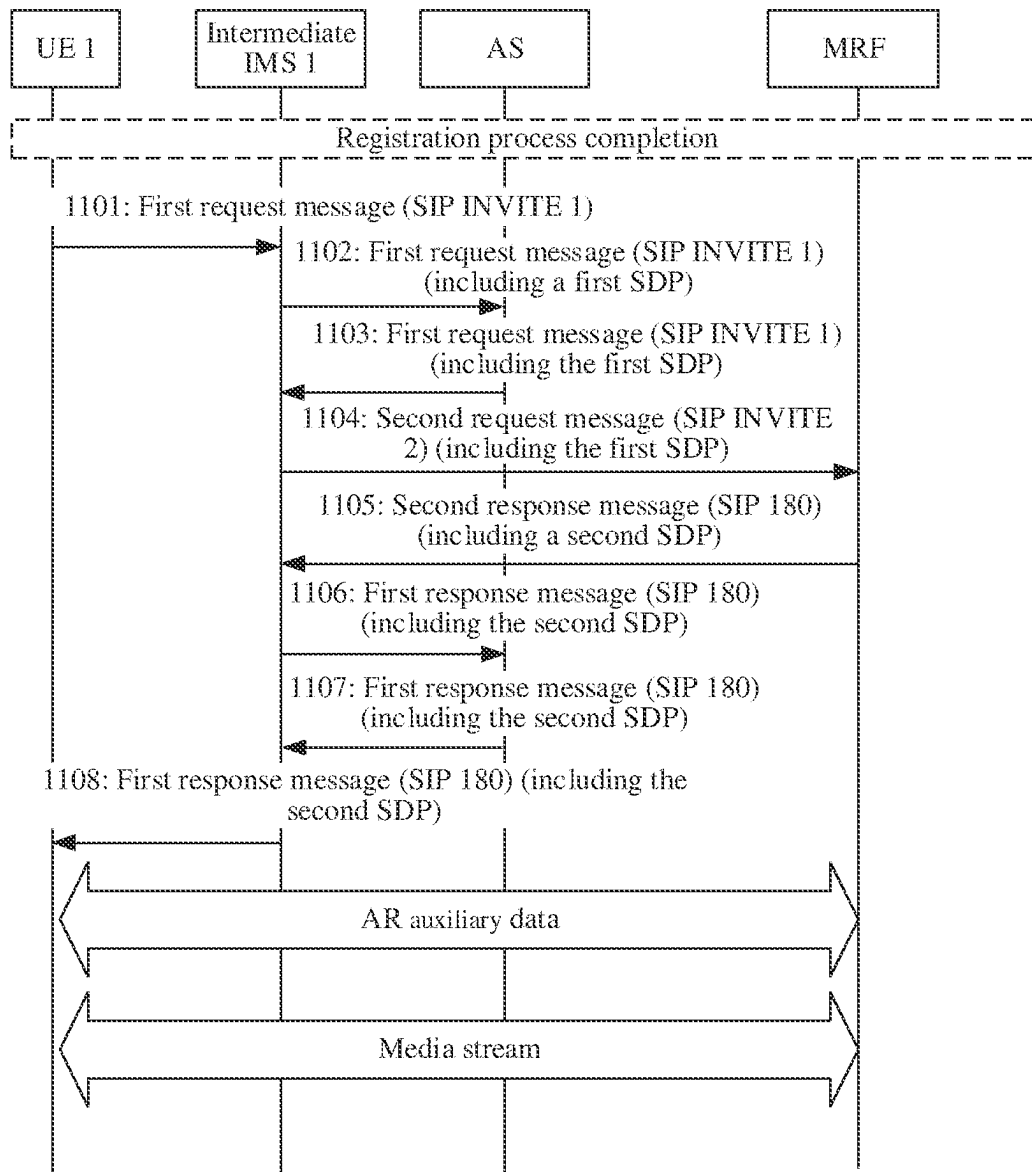 UE 1
Intermediate
IMS 1
AS
MRF
Registration process completion
1101: First request message (SIP INVITE 1)
1102: First request message (SIP INVITE 1)
(including a first SDP)
1103: First request message (SIP INVITE 1)
(including the first SDP)
1104: Second request message (SIP INVITE
2) (including the first SDP)
1105: Second response message (SIP 180)
(including a second SDP)
1106: First response message (SIP 180)
(including the second SDP)
1107: First response message (SIP 180)
(including the second SDP)
1108: First response message (SIP 180) (including the
second SDP)
AR auxiliary data
Media stream